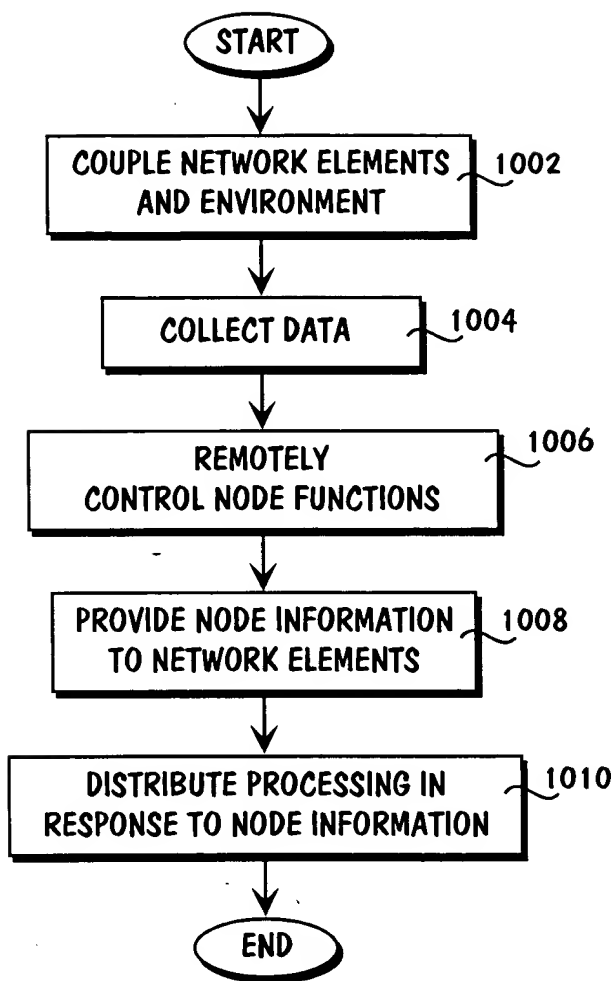 START
COUPLE NETWORK ELEMENTS
AND ENVIRONMENT
1002
COLLECT DATA
1004
REMOTELY
CONTROL NODE FUNCTIONS
1006
PROVIDE NODE INFORMATION
TO NETWORK ELEMENTS
1008
DISTRIBUTE PROCESSING IN
RESPONSE TO NODE INFORMATION
1010
END